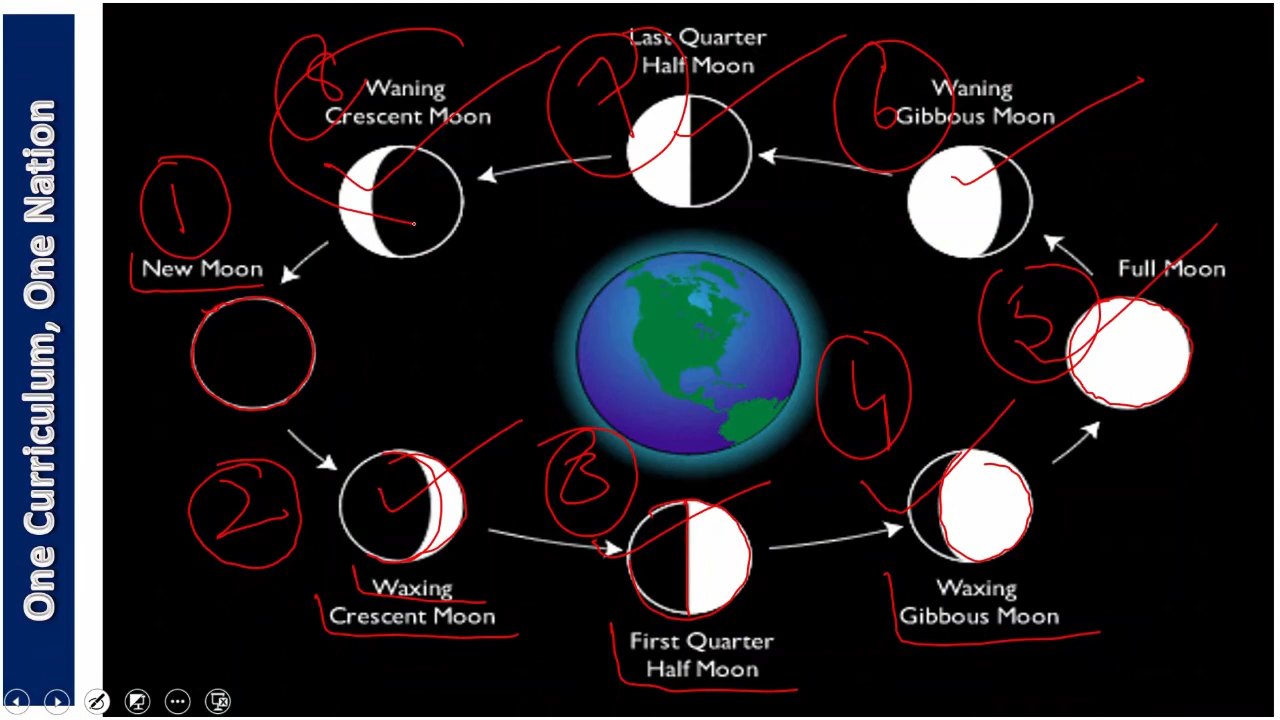 One Curriculum, One Nation
8
Waning
Crescent Moon
7
Last Quarter
Half Moon
6
Waning
Gibbous Moon
1
New Moon
5
Full Moon
4
2
Waxing
Crescent Moon
3
First Quarter
Half Moon
Waxing
Gibbous Moon